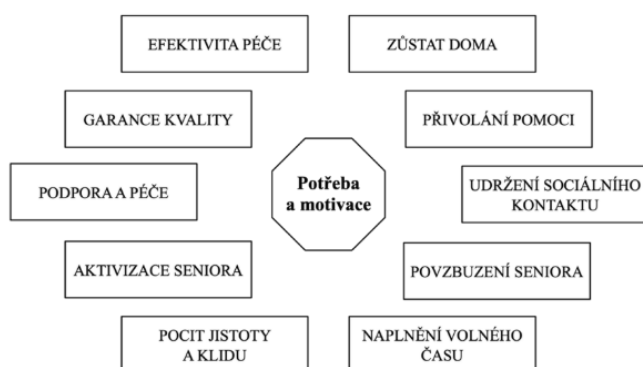 EFEKTIVITA PÉČE
ZŮSTAT DOMA
GARANCE KVALITY
PŘIVOLÁNÍ POMOCI
PODPORA A PÉČE
Potřeba
a motivace
UDRŽENÍ SOCIÁLNÍHO
KONTAKTU
AKTIVIZACE SENIORA
POVZBUZENÍ SENIORA
POCIT JISTOTY
A KLIDU
NAPLNĚNÍ VOLNÉHO
ČASU